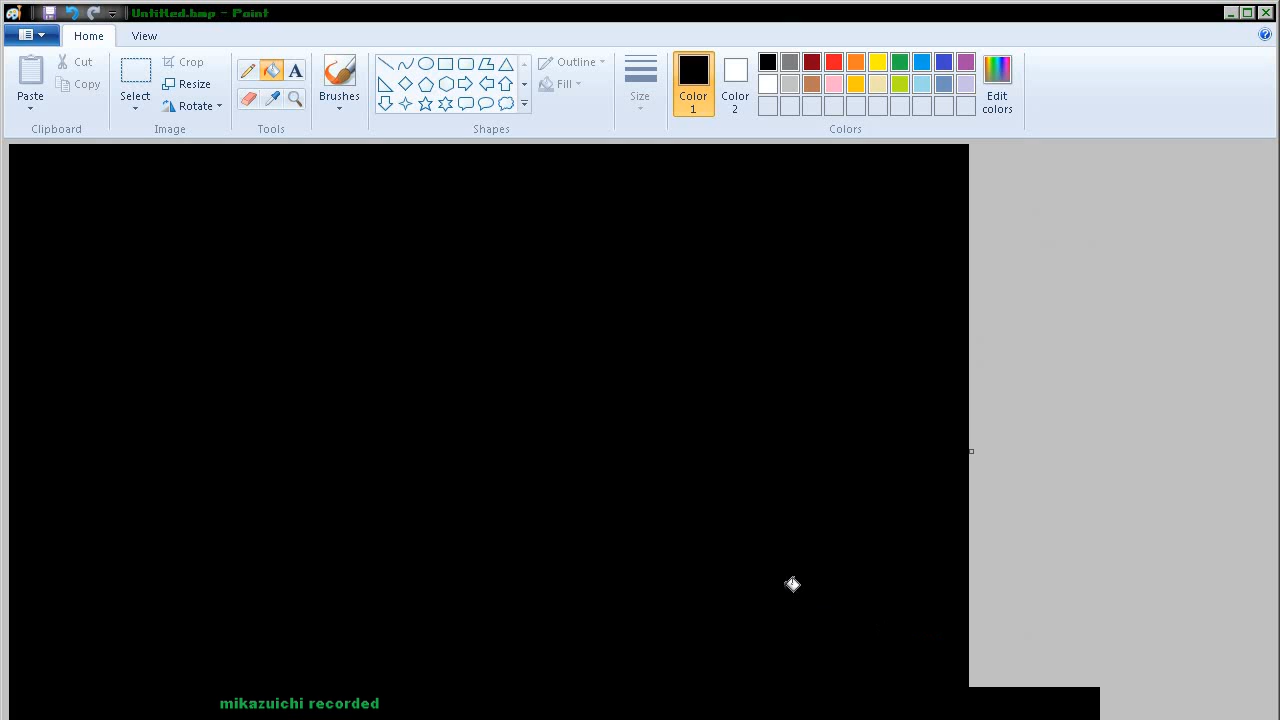 Untitled.bmp - Paint
Home
View
Paste
Cut
Copy
Clipboard
Select
Crop
Resize
Rotate
Image
A
Tools
Brushes
Outline
Fill
Shapes
Size
Color 1
Color 2
Edit colors
Colors
mikazuichi recorded